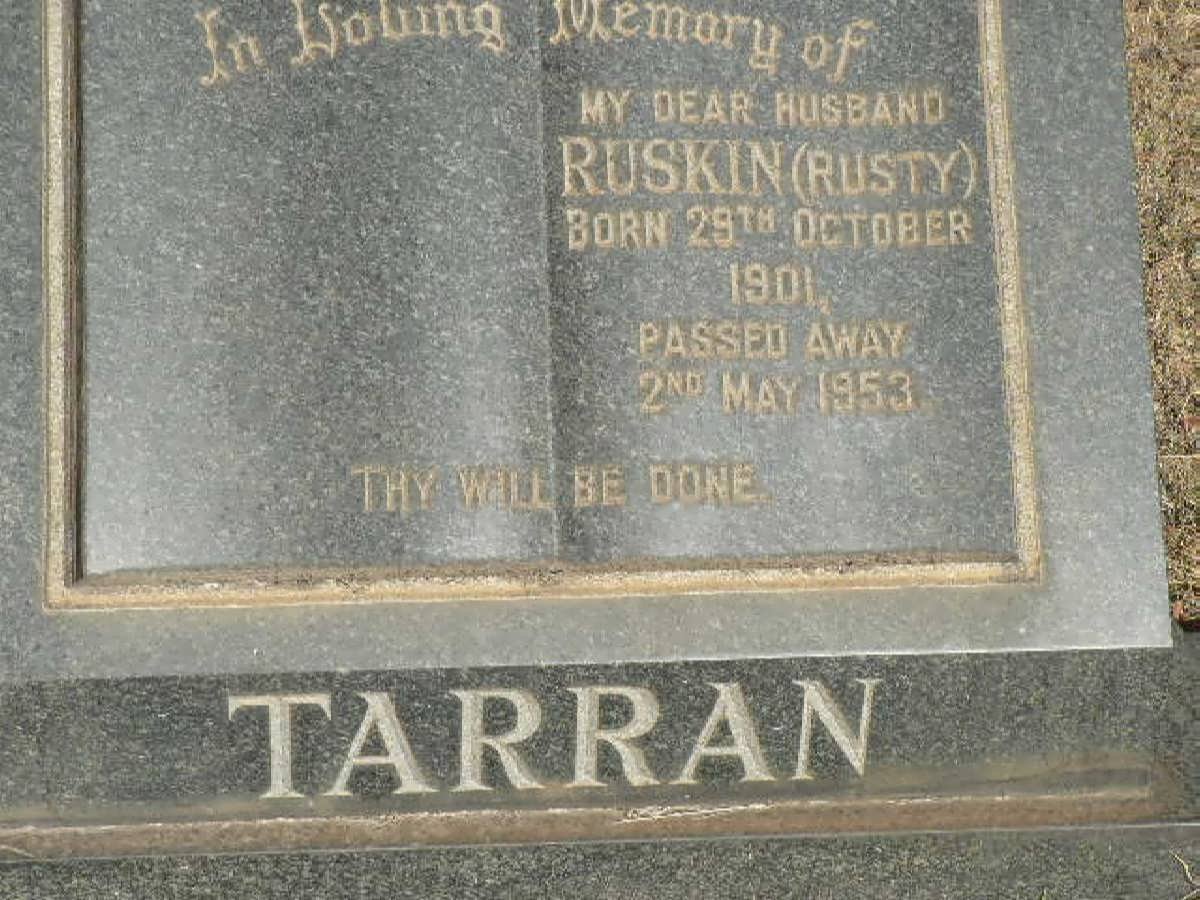 In Loving Memory of
MY DEAR HUSBAND
RUSKIN (RUSTY)
BORN 29TH OCTOBER
1901,
PASSED AWAY
2ND MAY 1953.
THY WILL BE DONE.
TARRAN